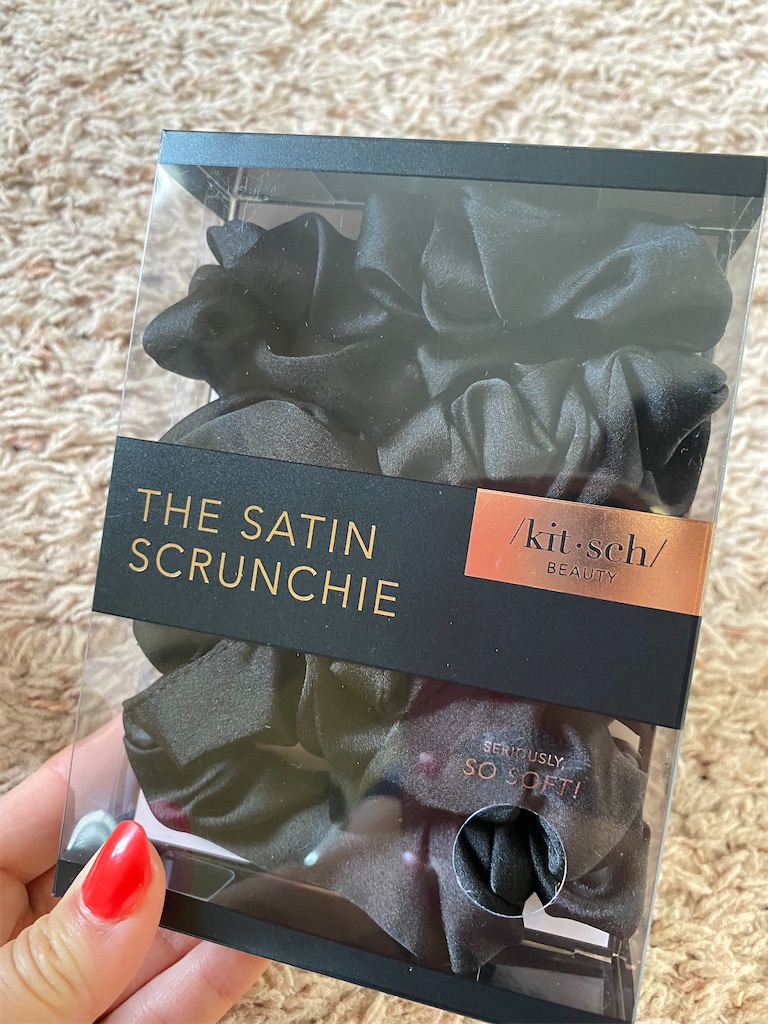 THE SATIN
SCRUNCHIE
/kit·sch/
BEAUTY
SERIOUSLY,
SO SOFT!